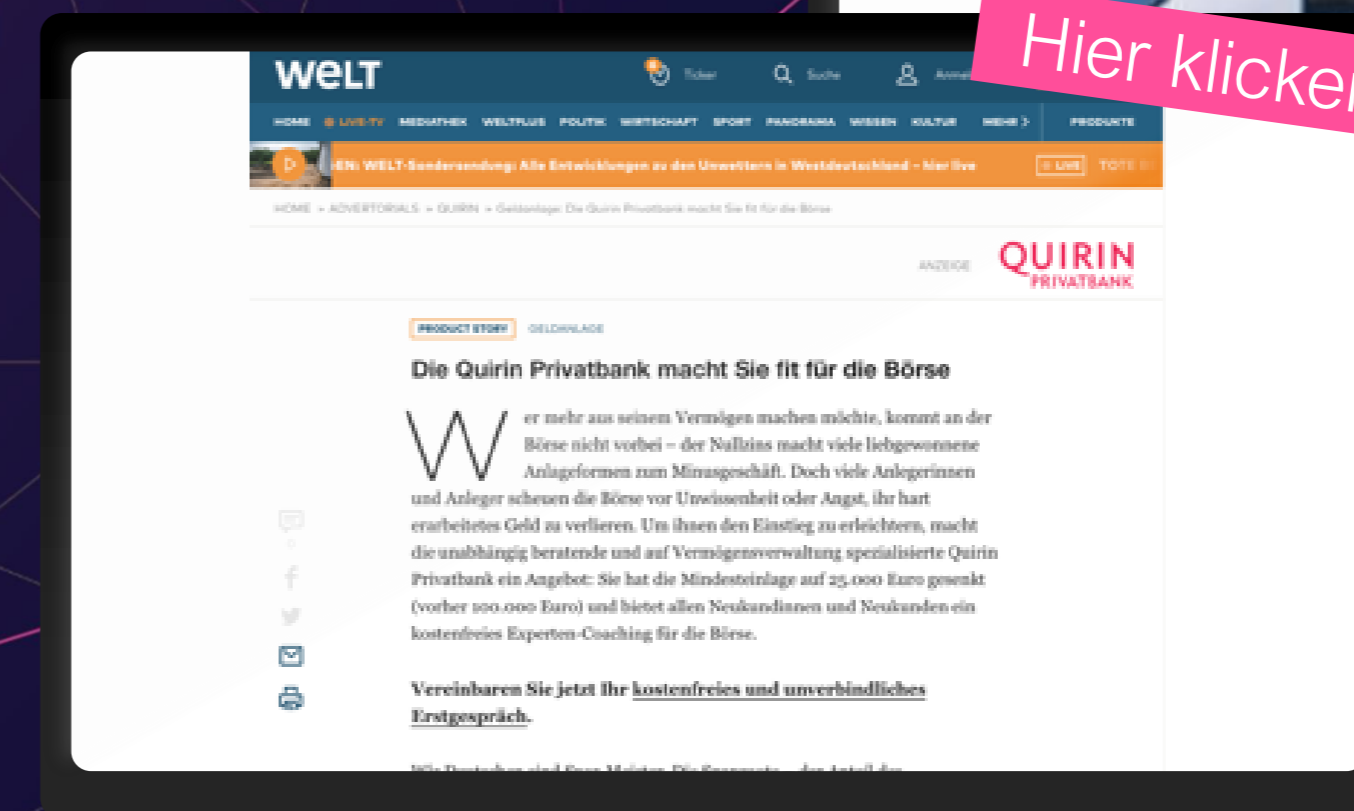 Hier klicken
WELT
Ticker Suche
HOME LIVE-TV MEDIATHEK WELTPLUS POLITIK WIRTSCHAFT SPORT PANORAMA WISSEN KULTUR MEHR PRODUKTE
EN: WELT-Sondersendung: Alle Entwicklungen zu den Unwettern in Westdeutschland – hier live LIVE TOTE
HOME » ADVERTORIALS » QUIRIN » Geldanlage: Die Quirin Privatbank macht Sie fit für die Börse
ANZEIGE QUIRIN
PRIVATBANK
PRODUCT STORY GELDANLAGE
Die Quirin Privatbank macht Sie fit für die Börse
Wer mehr aus seinem Vermögen machen möchte, kommt an der
Börse nicht vorbei – der Nullzins macht viele liebgewonnene
Anlageformen zum Minusgeschäft. Doch viele Anlegerinnen
und Anleger scheuen die Börse vor Unwissenheit oder Angst, ihr hart
erarbeitetes Geld zu verlieren. Um ihnen den Einstieg zu erleichtern, macht
die unabhängig beratende und auf Vermögensverwaltung spezialisierte Quirin
Privatbank ein Angebot: Sie hat die Mindesteinlage auf 25.000 Euro gesenkt
(vorher 100.000 Euro) und bietet allen Neukundinnen und Neukunden ein
kostenfreies Experten-Coaching für die Börse.
0
Vereinbaren Sie jetzt Ihr kostenfreies und unverbindliches
Erstgespräch.